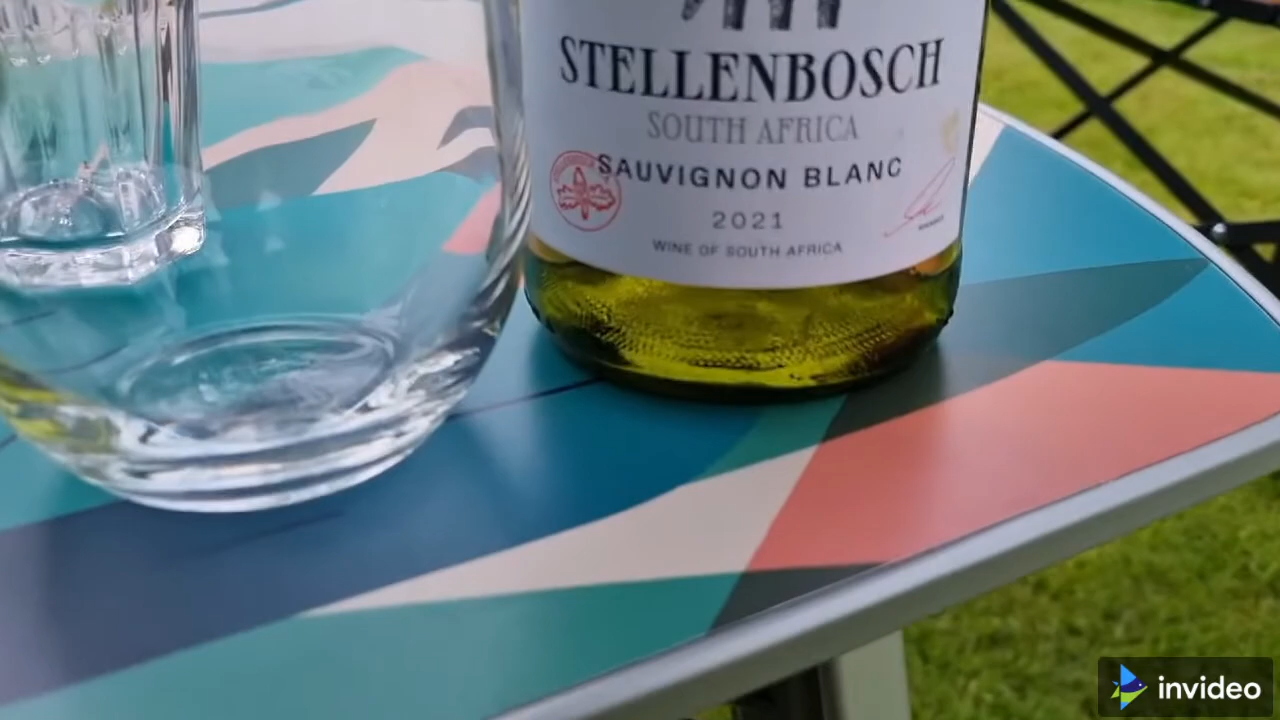 STELLENBOSCH
SOUTH AFRICA
SAUVIGNON BLANC
2021
WINE OF SOUTH AFRICA
invideo